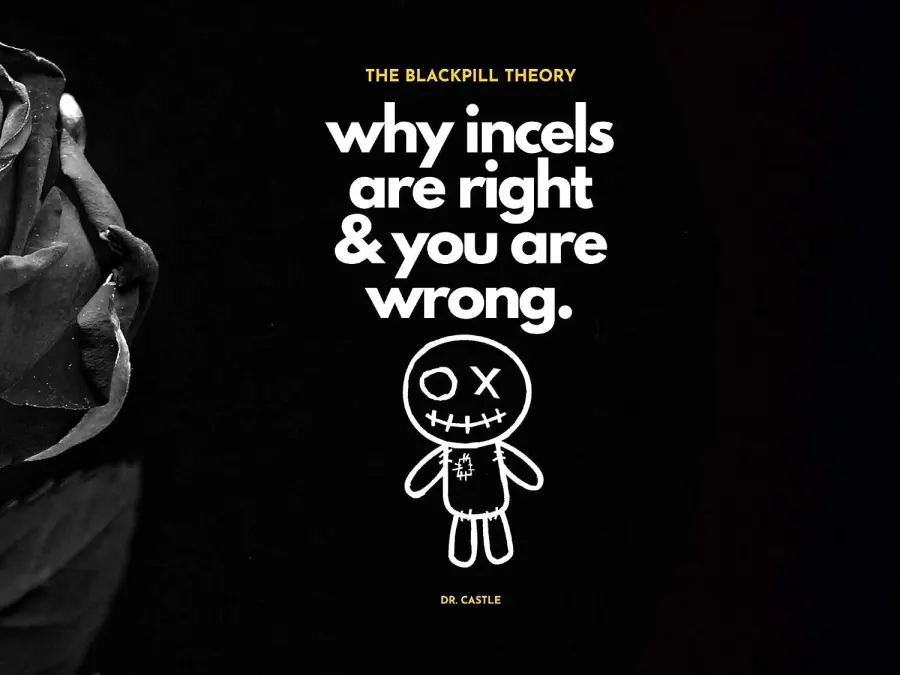 THE BLACKPILL THEORY
why incels
are right
& you are
wrong.
DR. CASTLE